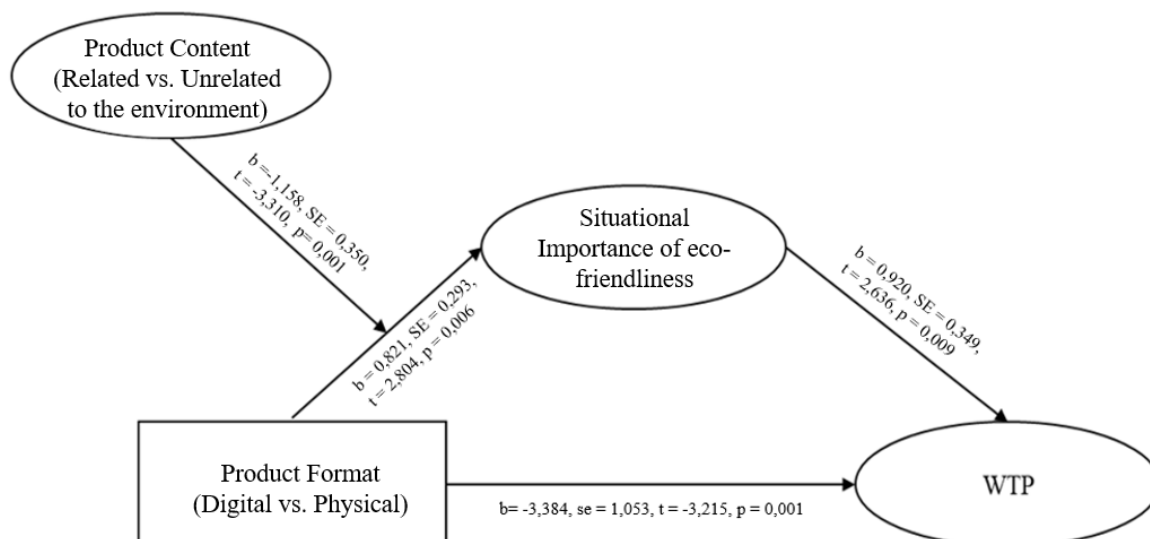 Product Content
(Related vs. Unrelated
to the environment)
b =-1,158, SE = 0,350,
t = -3,310, p= 0,001
Situational
Importance of eco-
friendliness
b = 0,821, SE = 0,293,
t = 2,804, p = 0,006
b = 0,920, SE = 0,349,
t = 2,636, p = 0,009
Product Format
(Digital vs. Physical)
b= -3,384, se = 1,053, t = -3,215, p = 0,001
WTP